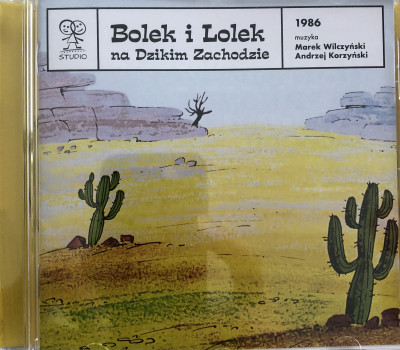 STUDIO
Bolek i Lolek
na Dzikim Zachodzie
1986
muzyka
Marek Wilczyński
Andrzej Korzyński